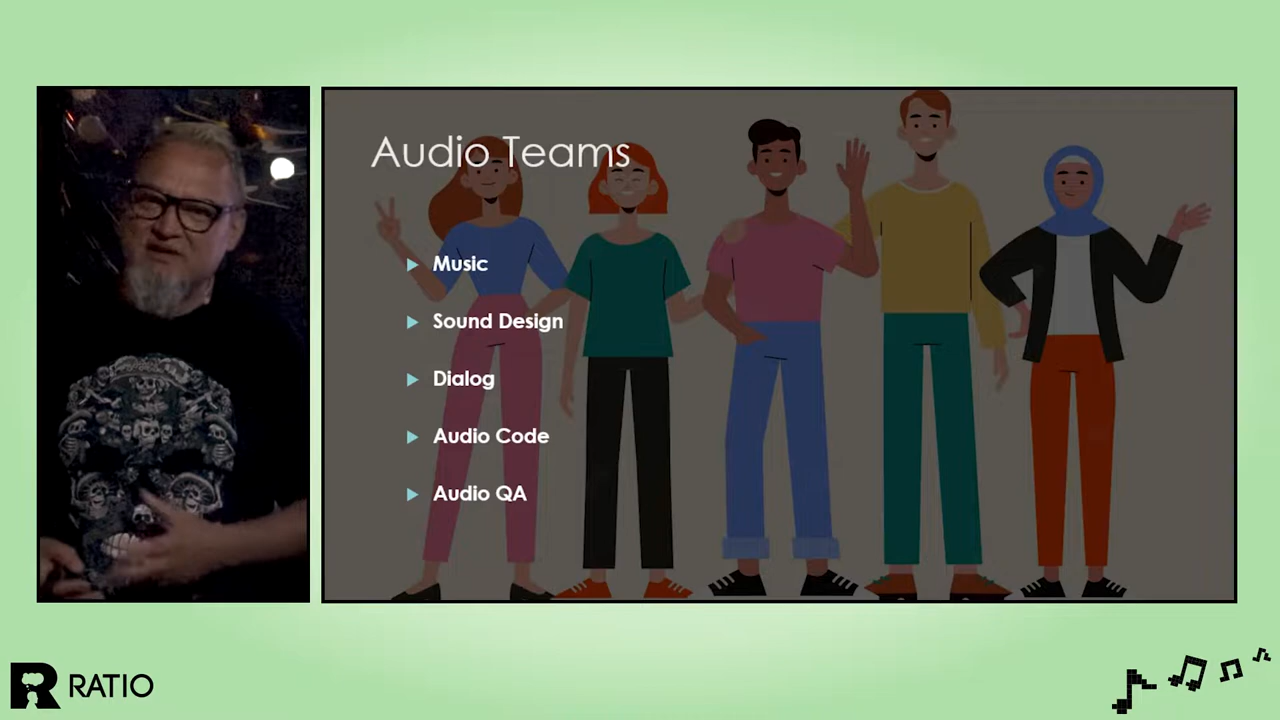 Audio Teams
Music
Sound Design
Dialog
Audio Code
Audio QA
RATIO